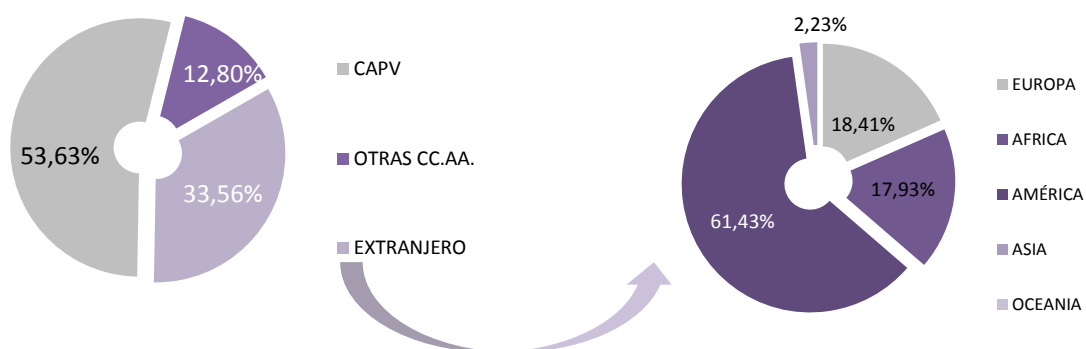 12,80%
53,63%
33,56%
CAPV
OTRAS CC.AA.
EXTRANJERO
2,23%
18,41%
17,93%
61,43%
EUROPA
AFRICA
AMÉRICA
ASIA
OCEANIA